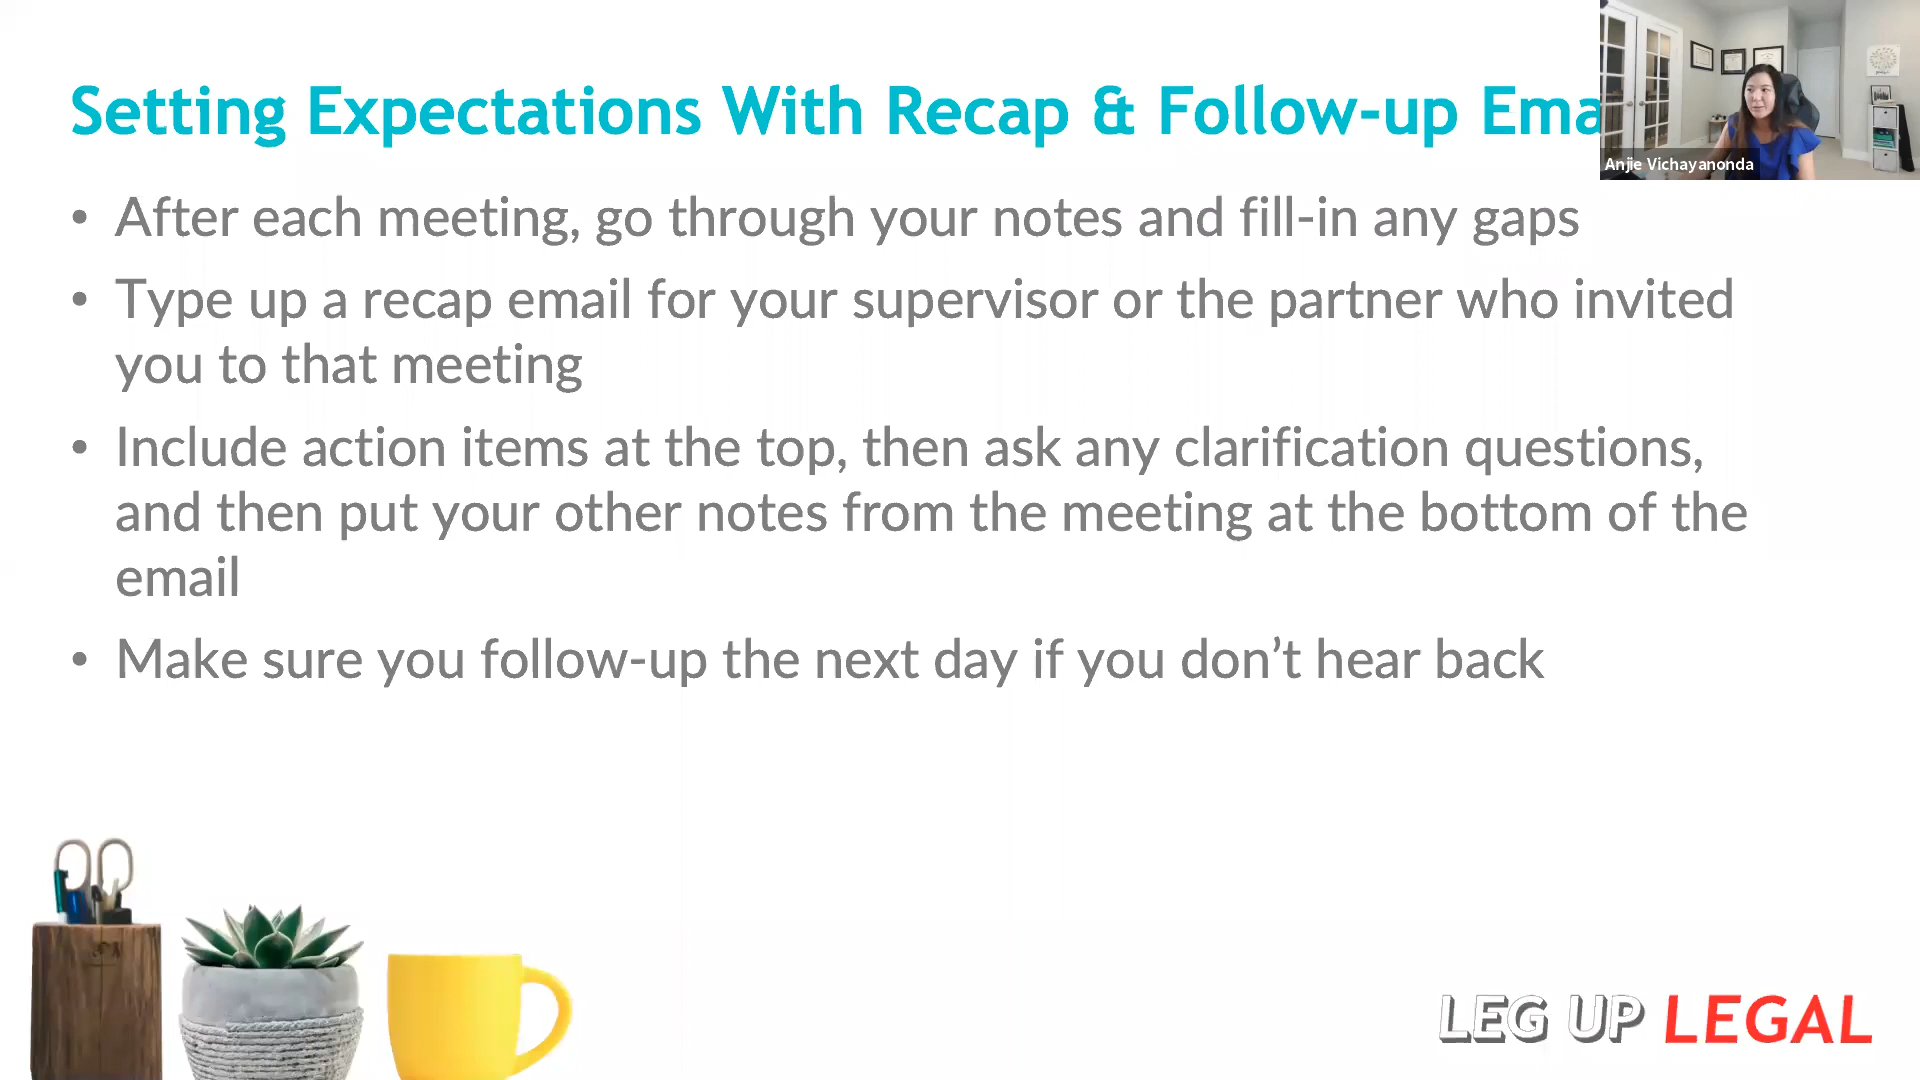 Setting Expectations With Recap & Follow-up Ema
Anjie Vichayanonda
• After each meeting, go through your notes and fill-in any gaps
• Type up a recap email for your supervisor or the partner who invited
you to that meeting
• Include action items at the top, then ask any clarification questions,
and then put your other notes from the meeting at the bottom of the
email
• Make sure you follow-up the next day if you don’t hear back
LEG UP LEGAL